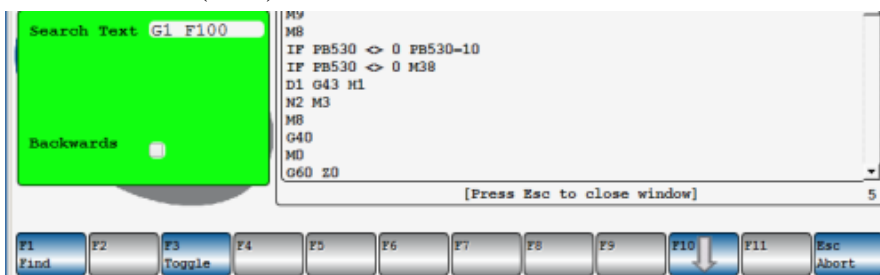 Search Text G1 F100
Backwards
M9
M8
IF PB530 <> 0 PB530=10
IF PB530 <> 0 M38
D1 G43 H1
N2 M3
M8
G40
M0
G60 Z0
[Press Esc to close window] 5
F1 F2 F3 F4 F5 F6 F7 F8 F9 F10 F11 Esc
Find Toggle Abort